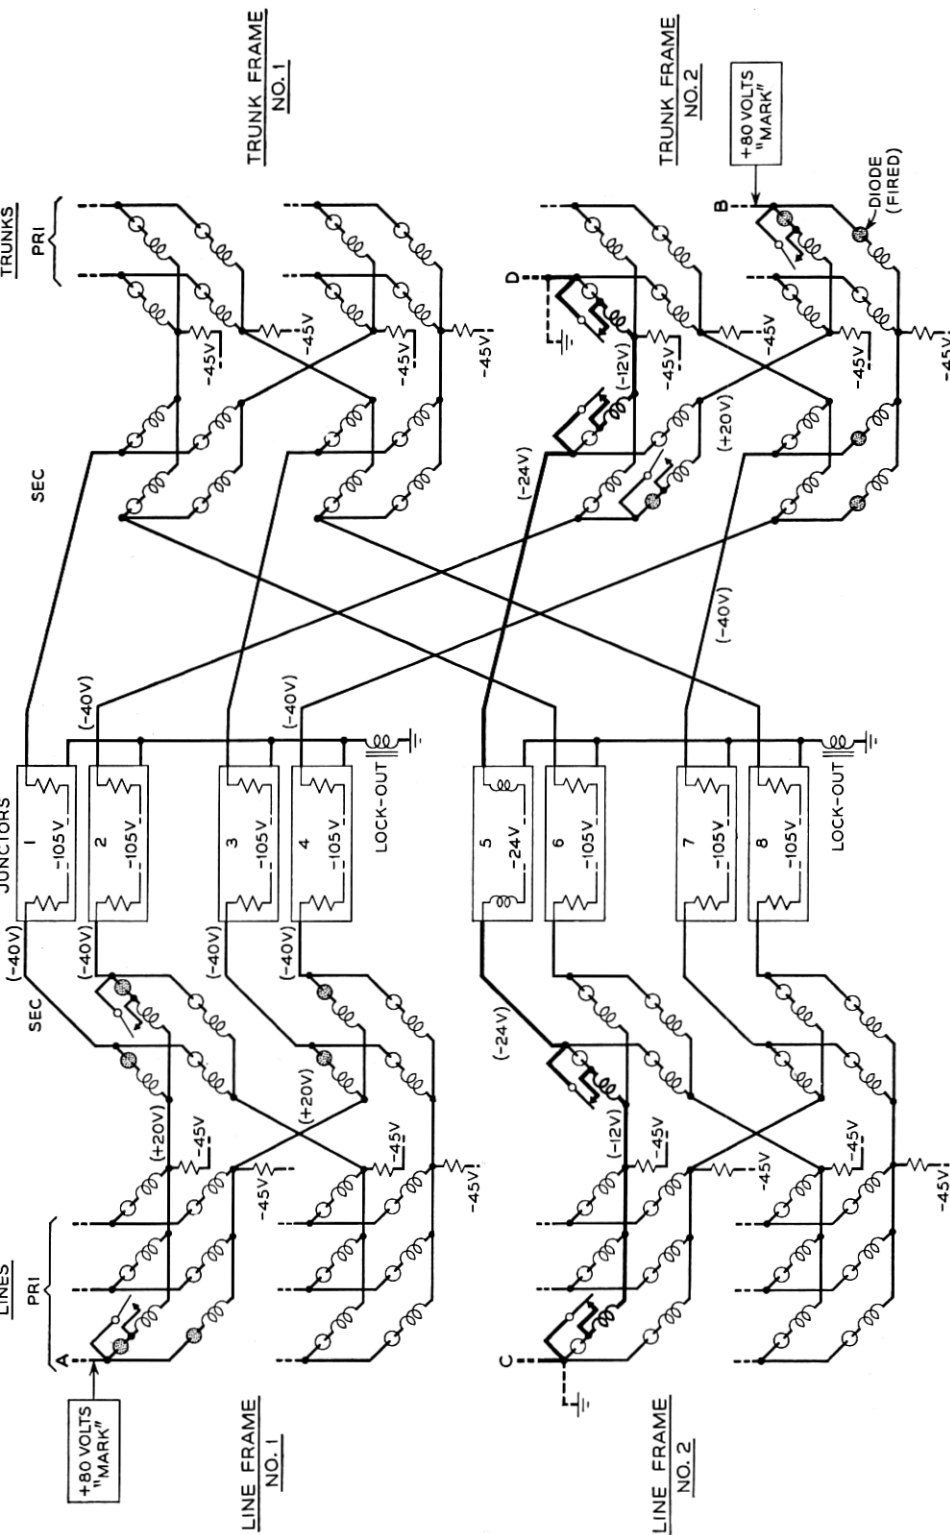 LINES
JUNCTORS
TRUNKS
PRI
SEC
SEC
PRI
A
+80 VOLTS
"MARK"
LINE FRAME
NO. 1
(+20V)
-45V
-45V
-45V
-45V
(+20V)
(-40V)
(-40V)
(-40V)
(-40V)
1
-105V
2
-105V
3
-105V
4
-105V
LOCK-OUT
(-40V)
(-40V)
-45V
-45V
-45V
-45V
TRUNK FRAME
NO. 1
C
LINE FRAME
NO. 2
(-12V)
-45V
-45V
-45V
-45V
(-24V)
5
-24V
6
-105V
7
-105V
8
-105V
LOCK-OUT
(-24V)
(-40V)
(-12V)
(+20V)
D
-45V
-45V
-45V
-45V
TRUNK FRAME
NO. 2
B
+80 VOLTS
"MARK"
DIODE
(FIRED)